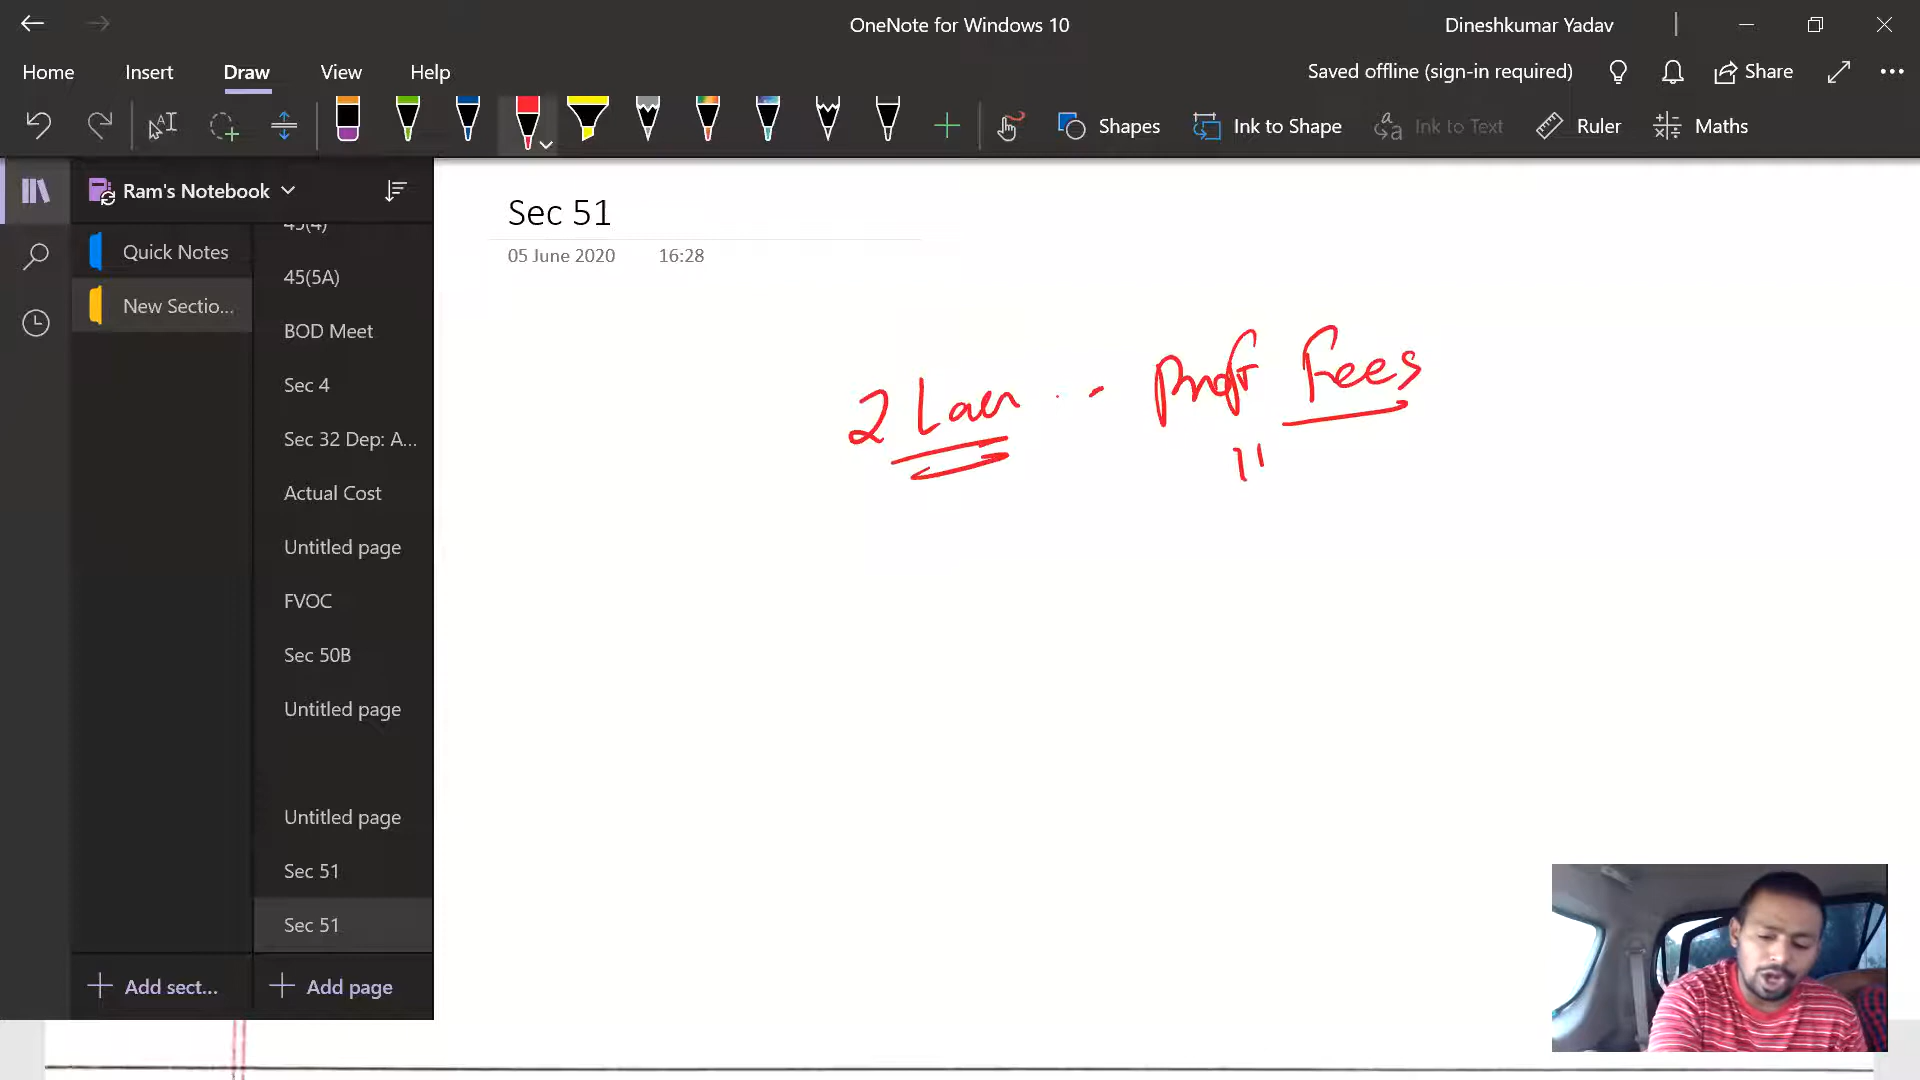 OneNote for Windows 10
Dineshkumar Yadav
Home Insert Draw View Help
Saved offline (sign-in required) Share
Shapes Ink to Shape Ink to Text Ruler Maths
Ram's Notebook
Quick Notes
New Sectio...
45(4)
45(5A)
BOD Meet
Sec 4
Sec 32 Dep: A...
Actual Cost
Untitled page
FVOC
Sec 50B
Untitled page
Untitled page
Sec 51
Sec 51
Add sect...
Add page
Sec 51
05 June 2020 16:28
2 .. Prof Fees
11